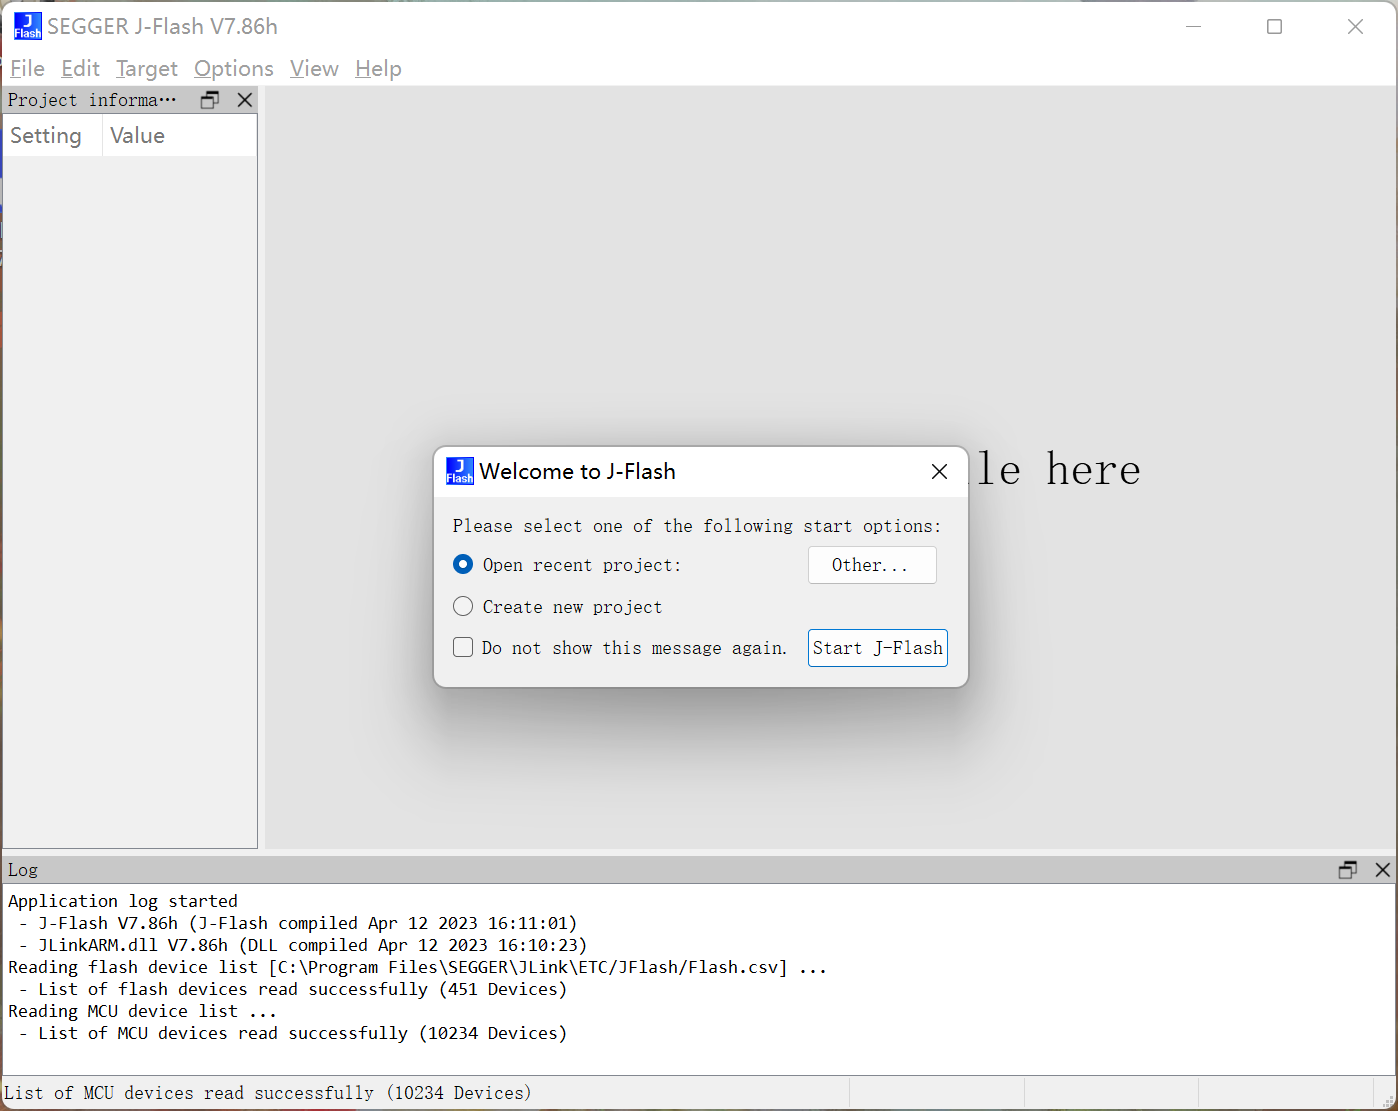 SEGGER J-Flash V7.86h
File Edit Target Options View Help
Project informa···
Setting Value
le here
Welcome to J-Flash
Please select one of the following start options:
Open recent project: Other...
Create new project
Do not show this message again. Start J-Flash
Log
Application log started
- J-Flash V7.86h (J-Flash compiled Apr 12 2023 16:11:01)
- JLinkARM.dll V7.86h (DLL compiled Apr 12 2023 16:10:23)
Reading flash device list [C:\Program Files\SEGGER\JLink\ETC/JFlash/Flash.csv] ...
- List of flash devices read successfully (451 Devices)
Reading MCU device list ...
- List of MCU devices read successfully (10234 Devices)
List of MCU devices read successfully (10234 Devices)